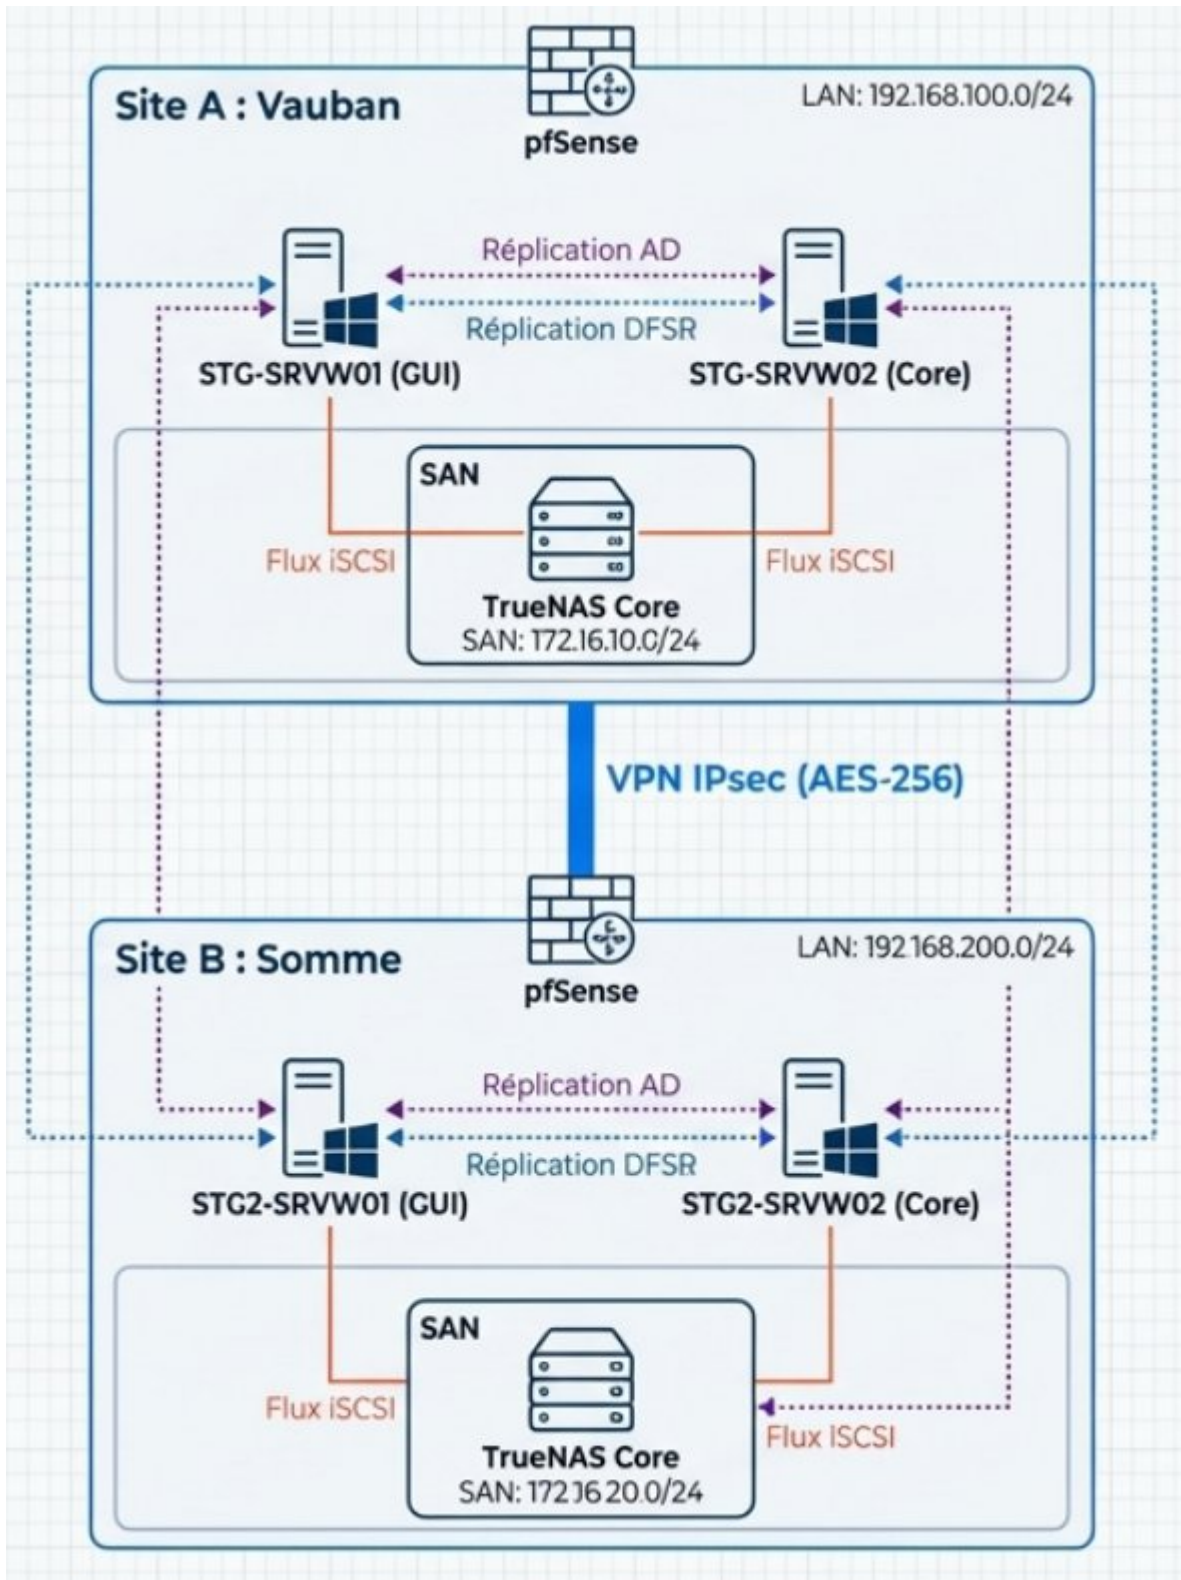 pfSense
Site A : Vauban
LAN: 192.168.100.0/24
Réplication AD
Réplication DFSR
STG-SRVW01 (GUI)
STG-SRVW02 (Core)
SAN
Flux iSCSI
Flux iSCSI
TrueNAS Core
SAN: 172.16.10.0/24
VPN IPsec (AES-256)
Site B : Somme
LAN: 192.168.200.0/24
pfSense
Réplication AD
Réplication DFSR
STG2-SRVW01 (GUI)
STG2-SRVW02 (Core)
SAN
Flux iSCSI
Flux iSCSI
TrueNAS Core
SAN: 172.16.20.0/24